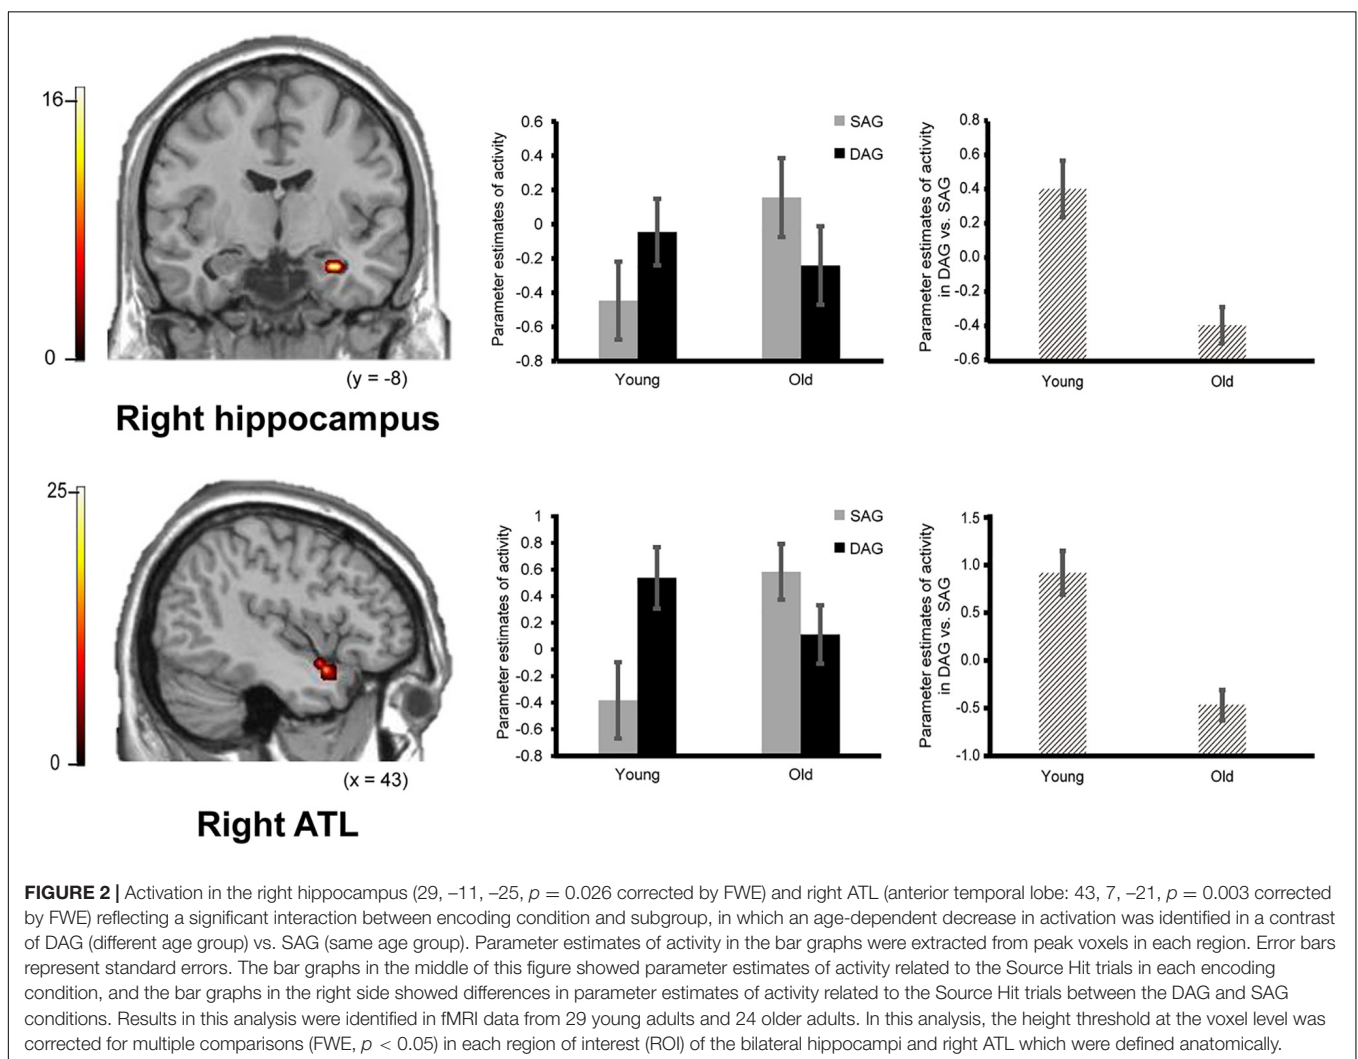 16
0
(y = -8)
Right hippocampus
Parameter estimates of activity
0.6
0.4
0.2
0
-0.2
-0.4
-0.6
-0.8
SAG
DAG
Young
Old
Parameter estimates of activity
in DAG vs. SAG
0.8
0.6
0.4
0.2
0.0
-0.2
-0.4
-0.6
Young
Old
25
0
(x = 43)
Right ATL
Parameter estimates of activity
1
0.8
0.6
0.4
0.2
0
-0.2
-0.4
-0.6
-0.8
SAG
DAG
Young
Old
Parameter estimates of activity
in DAG vs. SAG
1.5
1.0
0.5
0.0
-0.5
-1.0
Young
Old
FIGURE 2 | Activation in the right hippocampus (29, –11, –25, p = 0.026 corrected by FWE) and right ATL (anterior temporal lobe: 43, 7, –21, p = 0.003 corrected
by FWE) reflecting a significant interaction between encoding condition and subgroup, in which an age-dependent decrease in activation was identified in a contrast
of DAG (different age group) vs. SAG (same age group). Parameter estimates of activity in the bar graphs were extracted from peak voxels in each region. Error bars
represent standard errors. The bar graphs in the middle of this figure showed parameter estimates of activity related to the Source Hit trials in each encoding
condition, and the bar graphs in the right side showed differences in parameter estimates of activity related to the Source Hit trials between the DAG and SAG
conditions. Results in this analysis were identified in fMRI data from 29 young adults and 24 older adults. In this analysis, the height threshold at the voxel level was
corrected for multiple comparisons (FWE, p < 0.05) in each region of interest (ROI) of the bilateral hippocampi and right ATL which were defined anatomically.